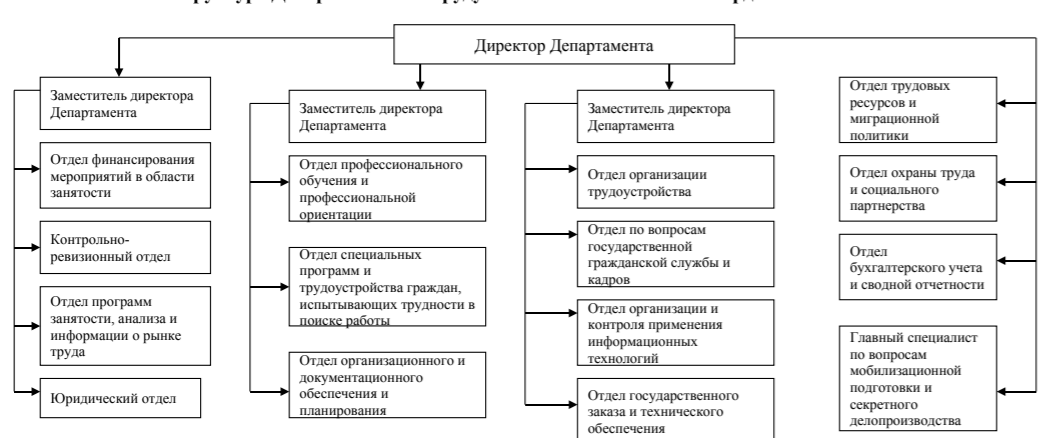 Директор Департамента
Заместитель директора
Департамента
Отдел финансирования
мероприятий в области
занятости
Контрольно-
ревизионный отдел
Отдел программ
занятости, анализа и
информации о рынке
труда
Юридический отдел
Заместитель директора
Департамента
Отдел профессионального
обучения и
профессиональной
ориентации
Отдел специальных
программ и
трудоустройства граждан,
испытывающих трудности в
поиске работы
Отдел организационного и
документационного
обеспечения и
планирования
Заместитель директора
Департамента
Отдел организации
трудоустройства
Отдел по вопросам
государственной
гражданской службы и
кадров
Отдел организации и
контроля применения
информационных
технологий
Отдел государственного
заказа и технического
обеспечения
Отдел трудовых
ресурсов и
миграционной
политики
Отдел охраны труда
и социального
партнерства
Отдел
бухгалтерского учета
и сводной отчетности
Главный специалист
по вопросам
мобилизационной
подготовки и
секретного
делопроизводства